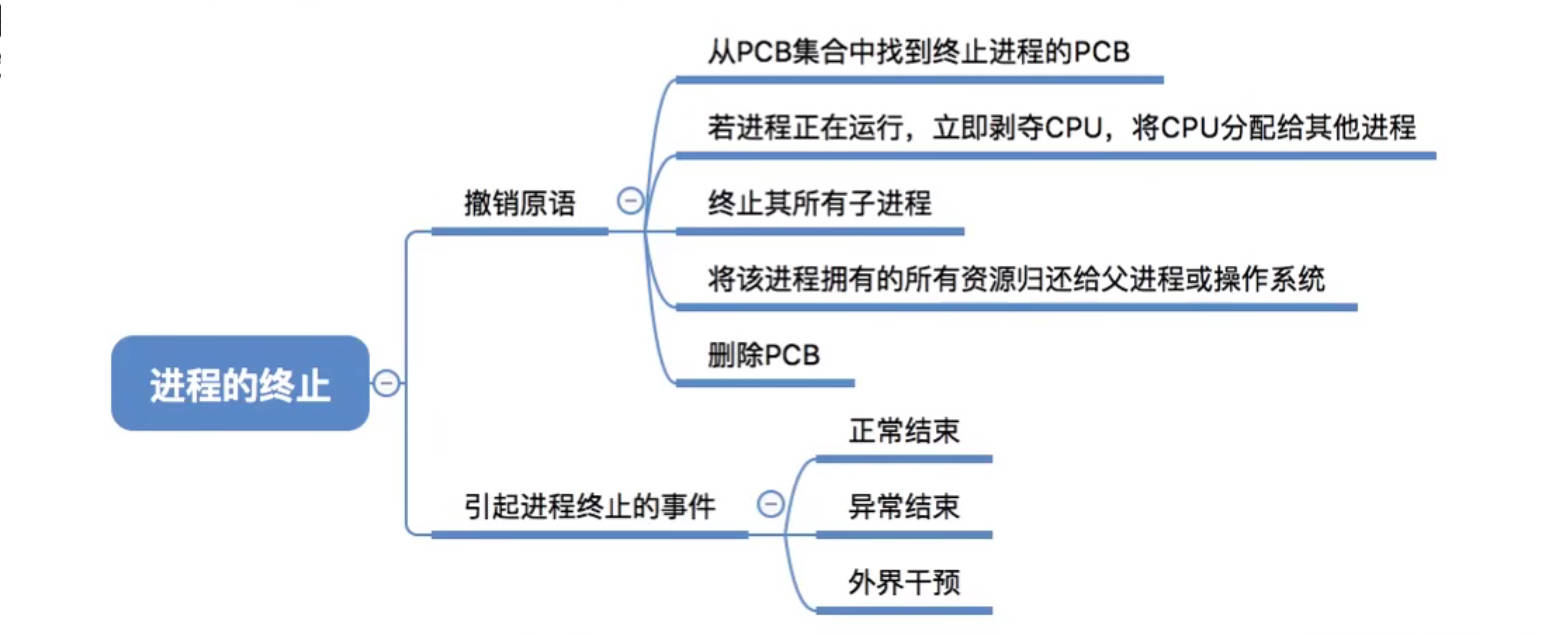 进程的终止
撤销原语
从PCB集合中找到终止进程的PCB
若进程正在运行，立即剥夺CPU，将CPU分配给其他进程
终止其所有子进程
将该进程拥有的所有资源归还给父进程或操作系统
删除PCB
引起进程终止的事件
正常结束
异常结束
外界干预